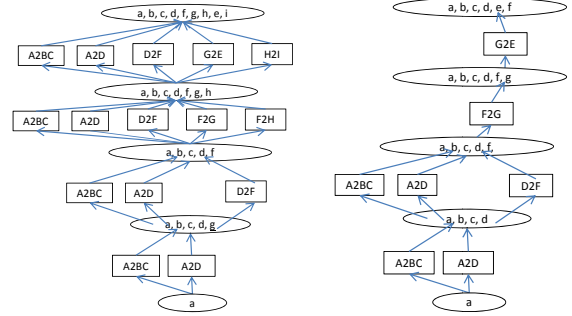 a, b, c, d, f, g, h, e, i
A2BC A2D D2F G2E H2I
a, b, c, d, f, g, h
A2BC A2D D2F F2G F2H
a, b, c, d, f
A2BC A2D D2F
a, b, c, d, g
A2BC A2D
a
a, b, c, d, e, f
G2E
a, b, c, d, f, g
F2G
a, b, c, d, f,
A2BC A2D D2F
a, b, c, d
A2BC A2D
a